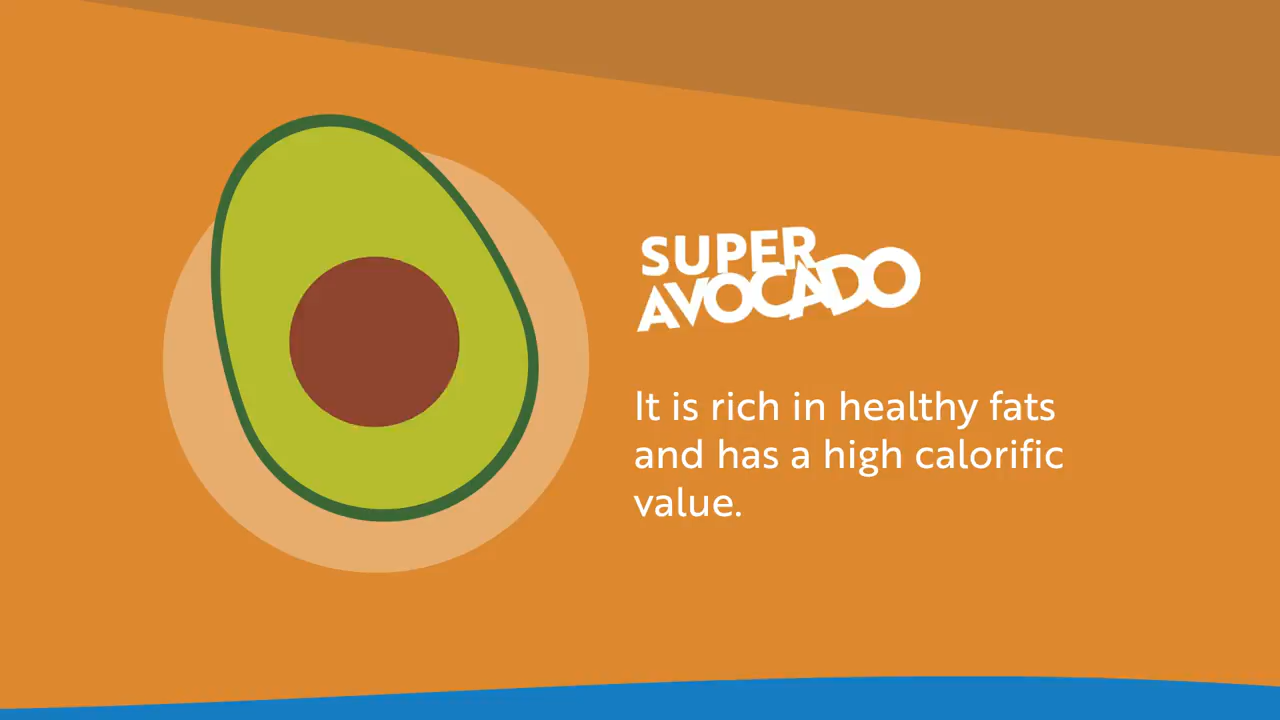 SUPER
AVOCADO
It is rich in healthy fats
and has a high calorific
value.